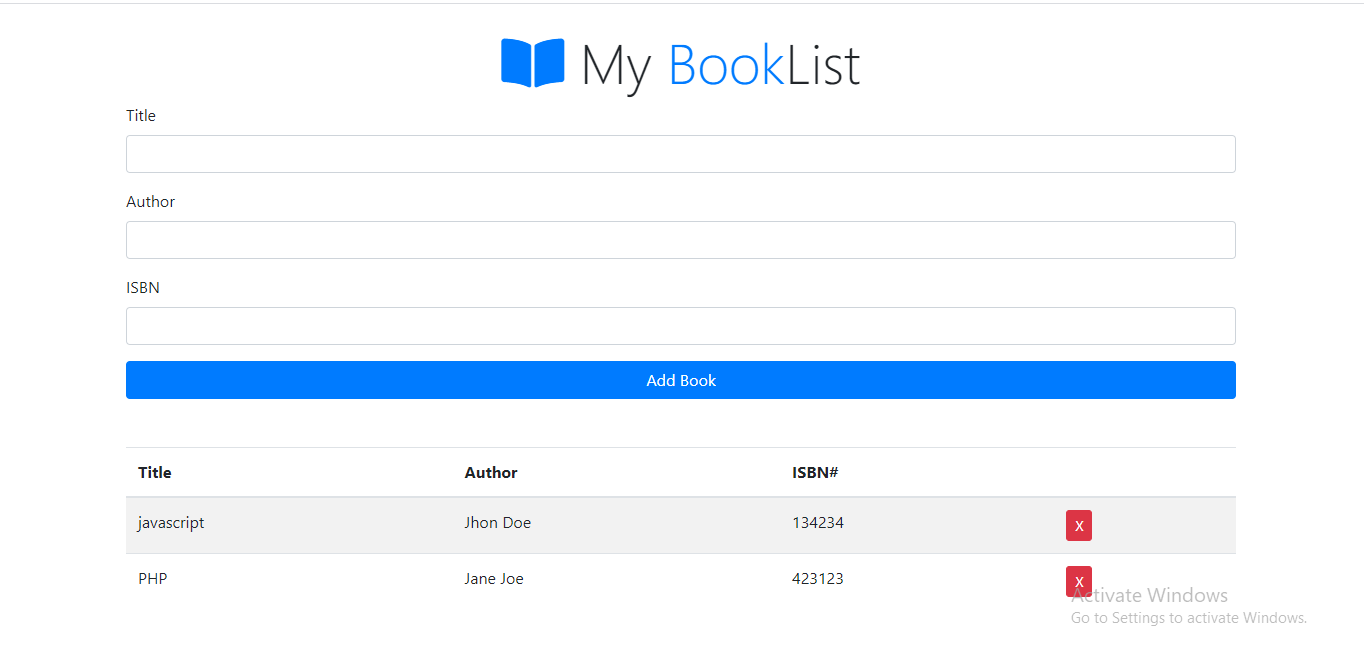 My BookList
Title
Author
ISBN
Add Book
Title Author ISBN#
javascript Jhon Doe 134234 X
PHP Jane Joe 423123 X
Activate Windows
Go to Settings to activate Windows.